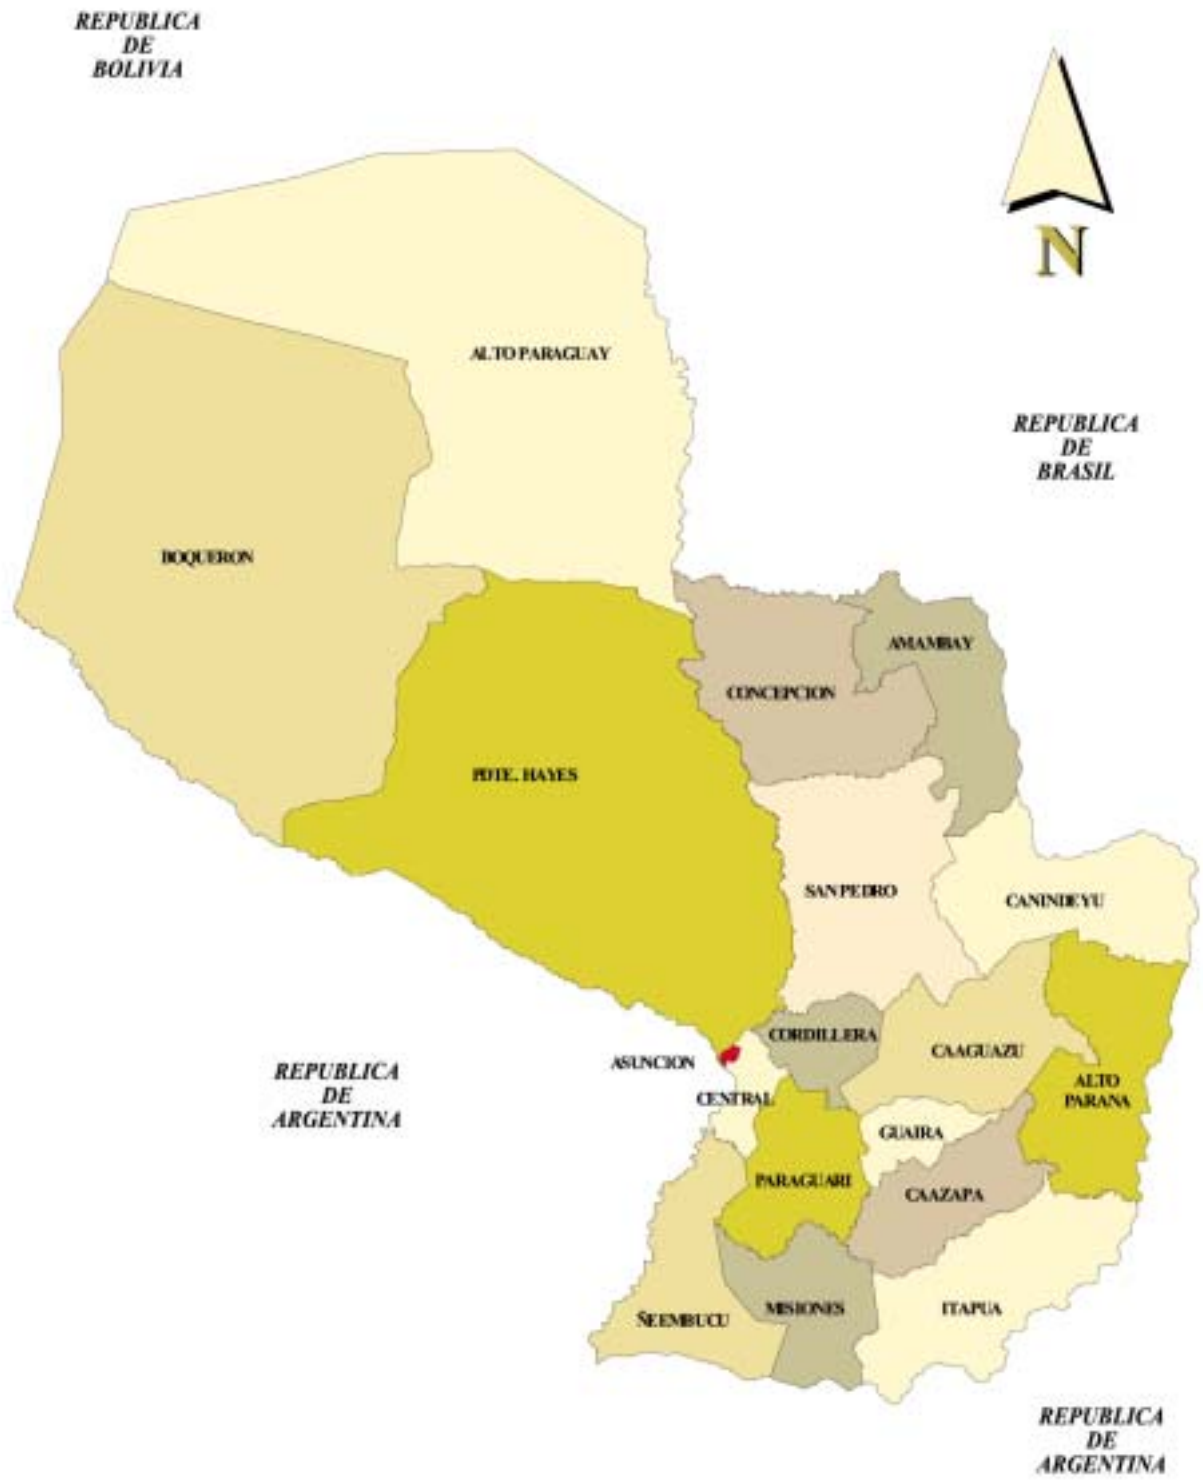 REPUBLICA
DE
BOLIVIA
N
ALTO PARAGUAY
REPUBLICA
DE
BRASIL
BOQUERON
AMAMBAY
CONCEPCION
PDTE. HAYES
SAN PEDRO
CANINDEYU
CORDILLERA
CAAGUAZU
ASUNCION
REPUBLICA
DE
ARGENTINA
ALTO
PARANA
CENTRAL
GUAIRA
PARAGUARI
CAAZAPA
MISIONES
ITAPUA
ÑEEMBUCU
REPUBLICA
DE
ARGENTINA